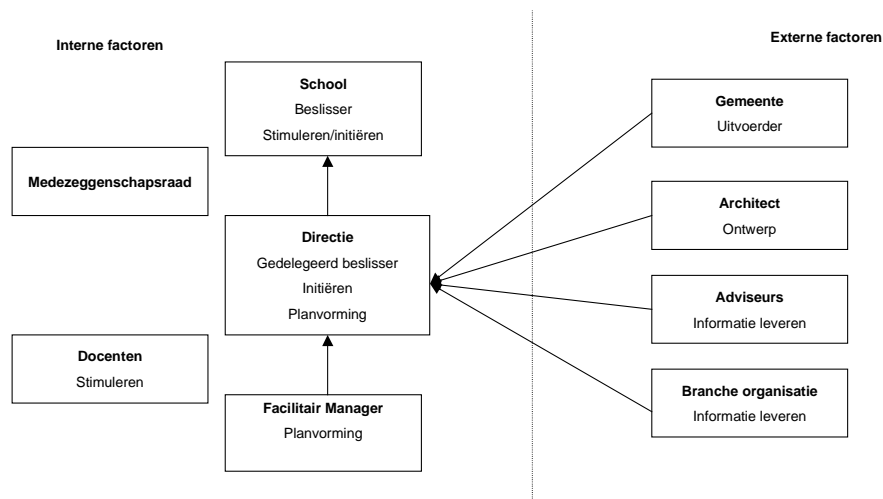 Interne factoren
Externe factoren
School
Beslisser
Stimuleren/initiëren
Medezeggenschapsraad
Directie
Gedelegeerd beslisser
Initiëren
Planvorming
Docenten
Stimuleren
Facilitair Manager
Planvorming
Gemeente
Uitvoerder
Architect
Ontwerp
Adviseurs
Informatie leveren
Branche organisatie
Informatie leveren